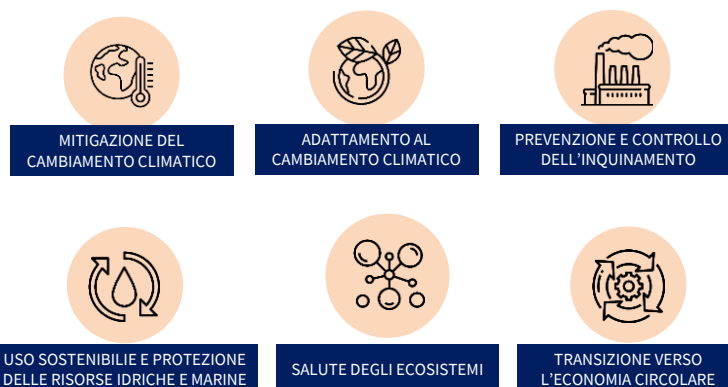 MITIGAZIONE DEL
CAMBIAMENTO CLIMATICO
ADATTAMENTO AL
CAMBIAMENTO CLIMATICO
PREVENZIONE E CONTROLLO
DELL'INQUINAMENTO
USO SOSTENIBILIE E PROTEZIONE
DELLE RISORSE IDRICHE E MARINE
SALUTE DEGLI ECOSISTEMI
TRANSIZIONE VERSO
L'ECONOMIA CIRCOLARE